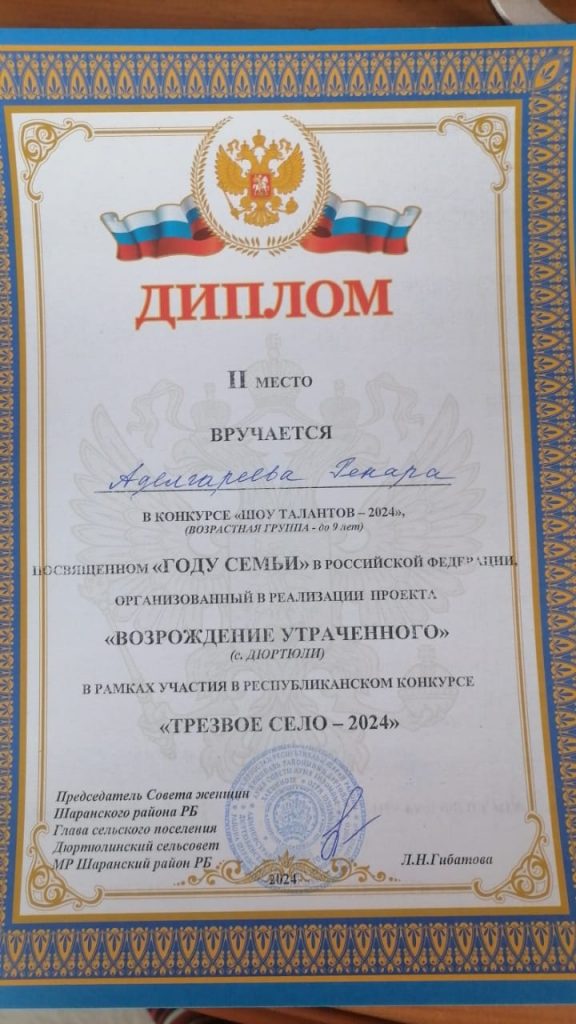 ДИПЛОМ
II МЕСТО
ВРУЧАЕТСЯ
Аделгареева Генара
В КОНКУРСЕ «ШОУ ТАЛАНТОВ – 2024»,
(ВОЗРАСТНАЯ ГРУППА - до 9 лет)
ПОСВЯЩЕННОМ «ГОДУ СЕМЬИ» В РОССИЙСКОЙ ФЕДЕРАЦИИ,
ОРГАНИЗОВАННЫЙ В РЕАЛИЗАЦИИ ПРОЕКТА
«ВОЗРОЖДЕНИЕ УТРАЧЕННОГО»
(с. ДЮРТЮЛИ)
В РАМКАХ УЧАСТИЯ В РЕСПУБЛИКАНСКОМ КОНКУРСЕ
«ТРЕЗВОЕ СЕЛО – 2024»
Председатель Совета женщин
Шаранского района РБ
Глава сельского поселения
Дюртюлинский сельсовет
МР Шаранский район РБ
Л.Н.Гибатова
2024